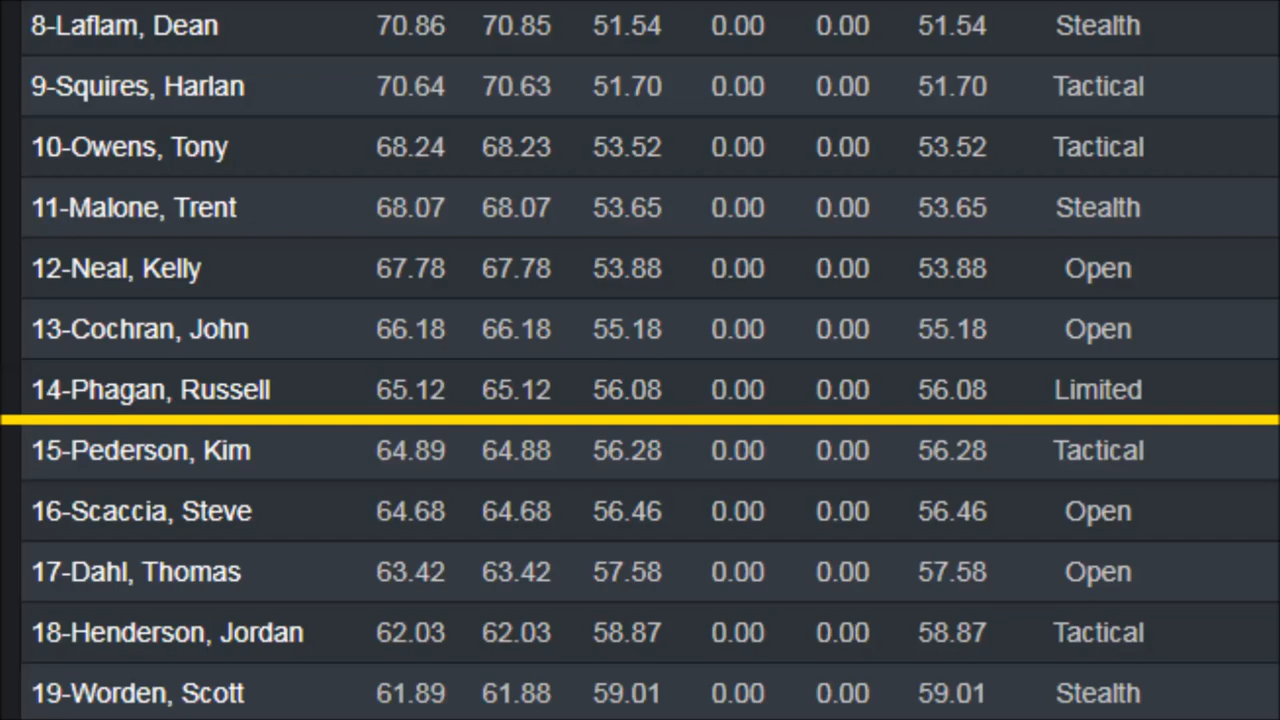 8-Laflam, Dean 70.86 70.85 51.54 0.00 0.00 51.54 Stealth
9-Squires, Harlan 70.64 70.63 51.70 0.00 0.00 51.70 Tactical
10-Owens, Tony 68.24 68.23 53.52 0.00 0.00 53.52 Tactical
11-Malone, Trent 68.07 68.07 53.65 0.00 0.00 53.65 Stealth
12-Neal, Kelly 67.78 67.78 53.88 0.00 0.00 53.88 Open
13-Cochran, John 66.18 66.18 55.18 0.00 0.00 55.18 Open
14-Phagan, Russell 65.12 65.12 56.08 0.00 0.00 56.08 Limited
15-Pederson, Kim 64.89 64.88 56.28 0.00 0.00 56.28 Tactical
16-Scaccia, Steve 64.68 64.68 56.46 0.00 0.00 56.46 Open
17-Dahl, Thomas 63.42 63.42 57.58 0.00 0.00 57.58 Open
18-Henderson, Jordan 62.03 62.03 58.87 0.00 0.00 58.87 Tactical
19-Worden, Scott 61.89 61.88 59.01 0.00 0.00 59.01 Stealth